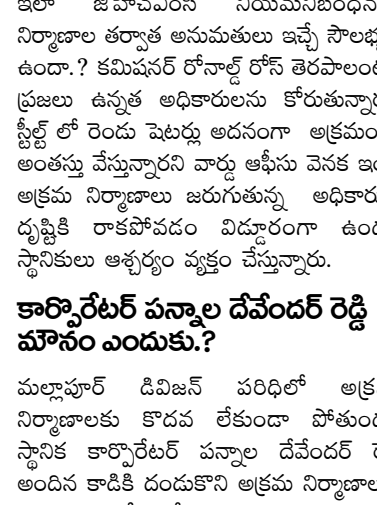 ఇలా జీహెచ్ఎంసి నియమనిబంధన
నిర్మాణాల తర్వాత అనుమతులు ఇచ్చే సౌలభ్య
ఉందా.? కమిషనర్ రోనాల్డ్ రోస్ తెరపాలంట
ప్రజలు ఉన్నత అధికారులను కోరుతున్నార
స్టీల్ట్ లో రెండు షెటర్లు అదనంగా అక్రమం
అంతస్తు వేస్తున్నారని వార్డు ఆఫీసు వెనక ఇం
అక్రమ నిర్మాణాలు జరుగుతున్న అధికారు
దృష్టికి రాకపోవడం విడ్డూరంగా ఉంద
స్థానికులు ఆశ్చర్యం వ్యక్తం చేస్తున్నారు.
కార్పొరేటర్ పన్నాల దేవేందర్ రెడ్డి
మౌనం ఎందుకు.?
మల్లాపూర్ డివిజన్ పరిధిలో అక్ర
నిర్మాణాలకు కొదవ లేకుండా పోతుంద
స్థానిక కార్పొరేటర్ పన్నాల దేవేందర్ రె
అందిన కాడికి దండుకొని అక్రమ నిర్మాణాల